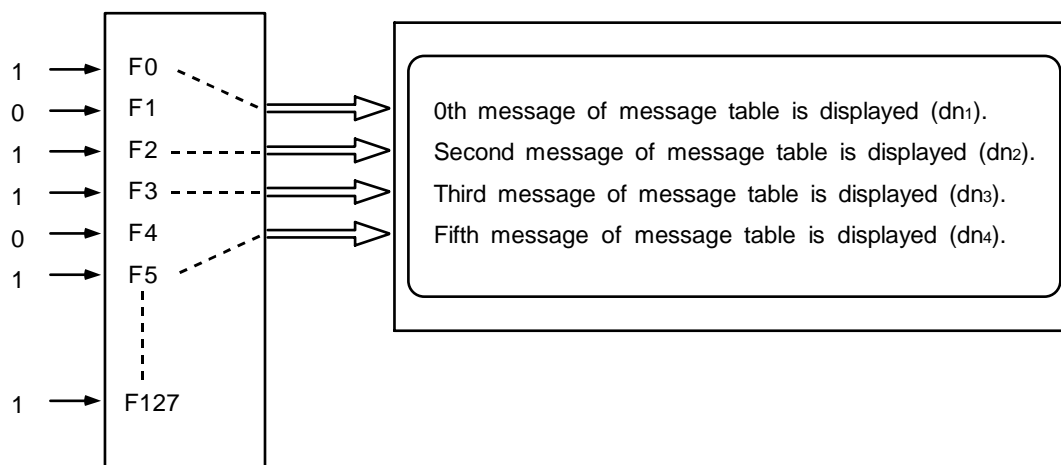 1 F0
0 F1 0th message of message table is displayed (dn1).
1 F2 Second message of message table is displayed (dn2).
1 F3 Third message of message table is displayed (dn3).
0 F4 Fifth message of message table is displayed (dn4).
1 F5
1 F127